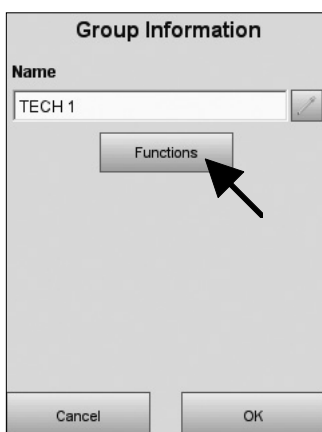 Group Information
Name
TECH 1
Functions
Cancel
OK